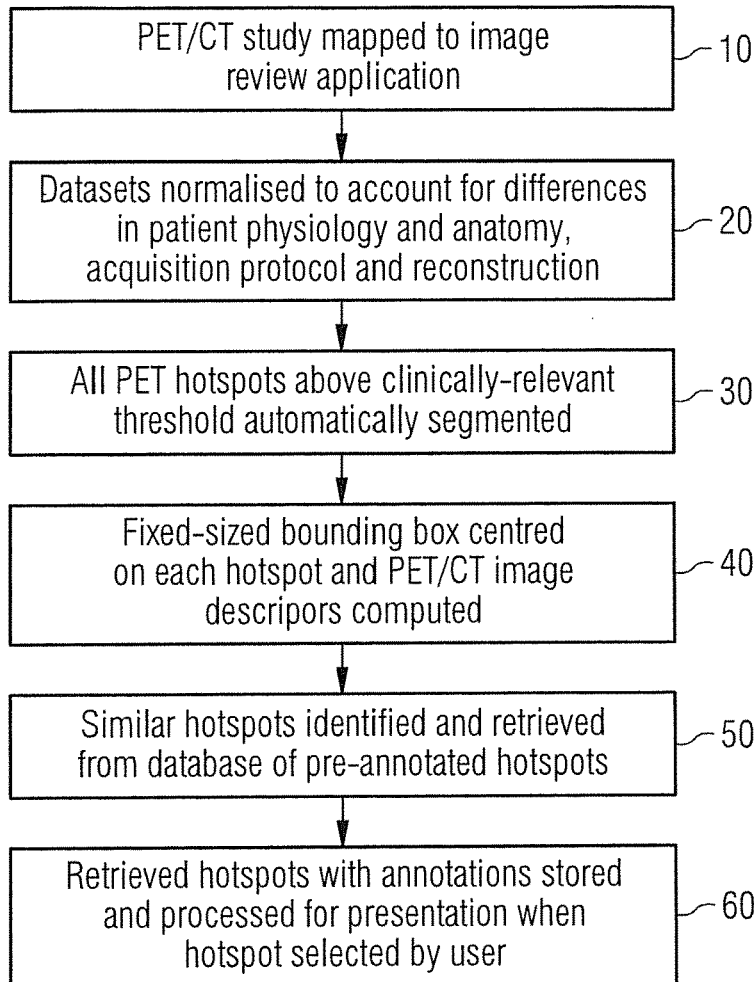 PET/CT study mapped to image
review application
10
Datasets normalised to account for differences
in patient physiology and anatomy,
acquisition protocol and reconstruction
20
All PET hotspots above clinically-relevant
threshold automatically segmented
30
Fixed-sized bounding box centred
on each hotspot and PET/CT image
descripors computed
40
Similar hotspots identified and retrieved
from database of pre-annotated hotspots
50
Retrieved hotspots with annotations stored
and processed for presentation when
hotspot selected by user
60